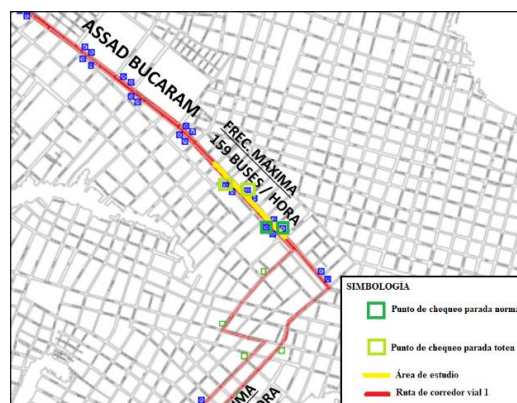 ASSAD BUCARAM
FREC. MÁXIMA
159 BUSES / HORA
SIMBOLOGÍA
Punto de chequeo parada norma
Punto de chequeo parada toten
Área de estudio
Ruta de corredor vial 1
ORA